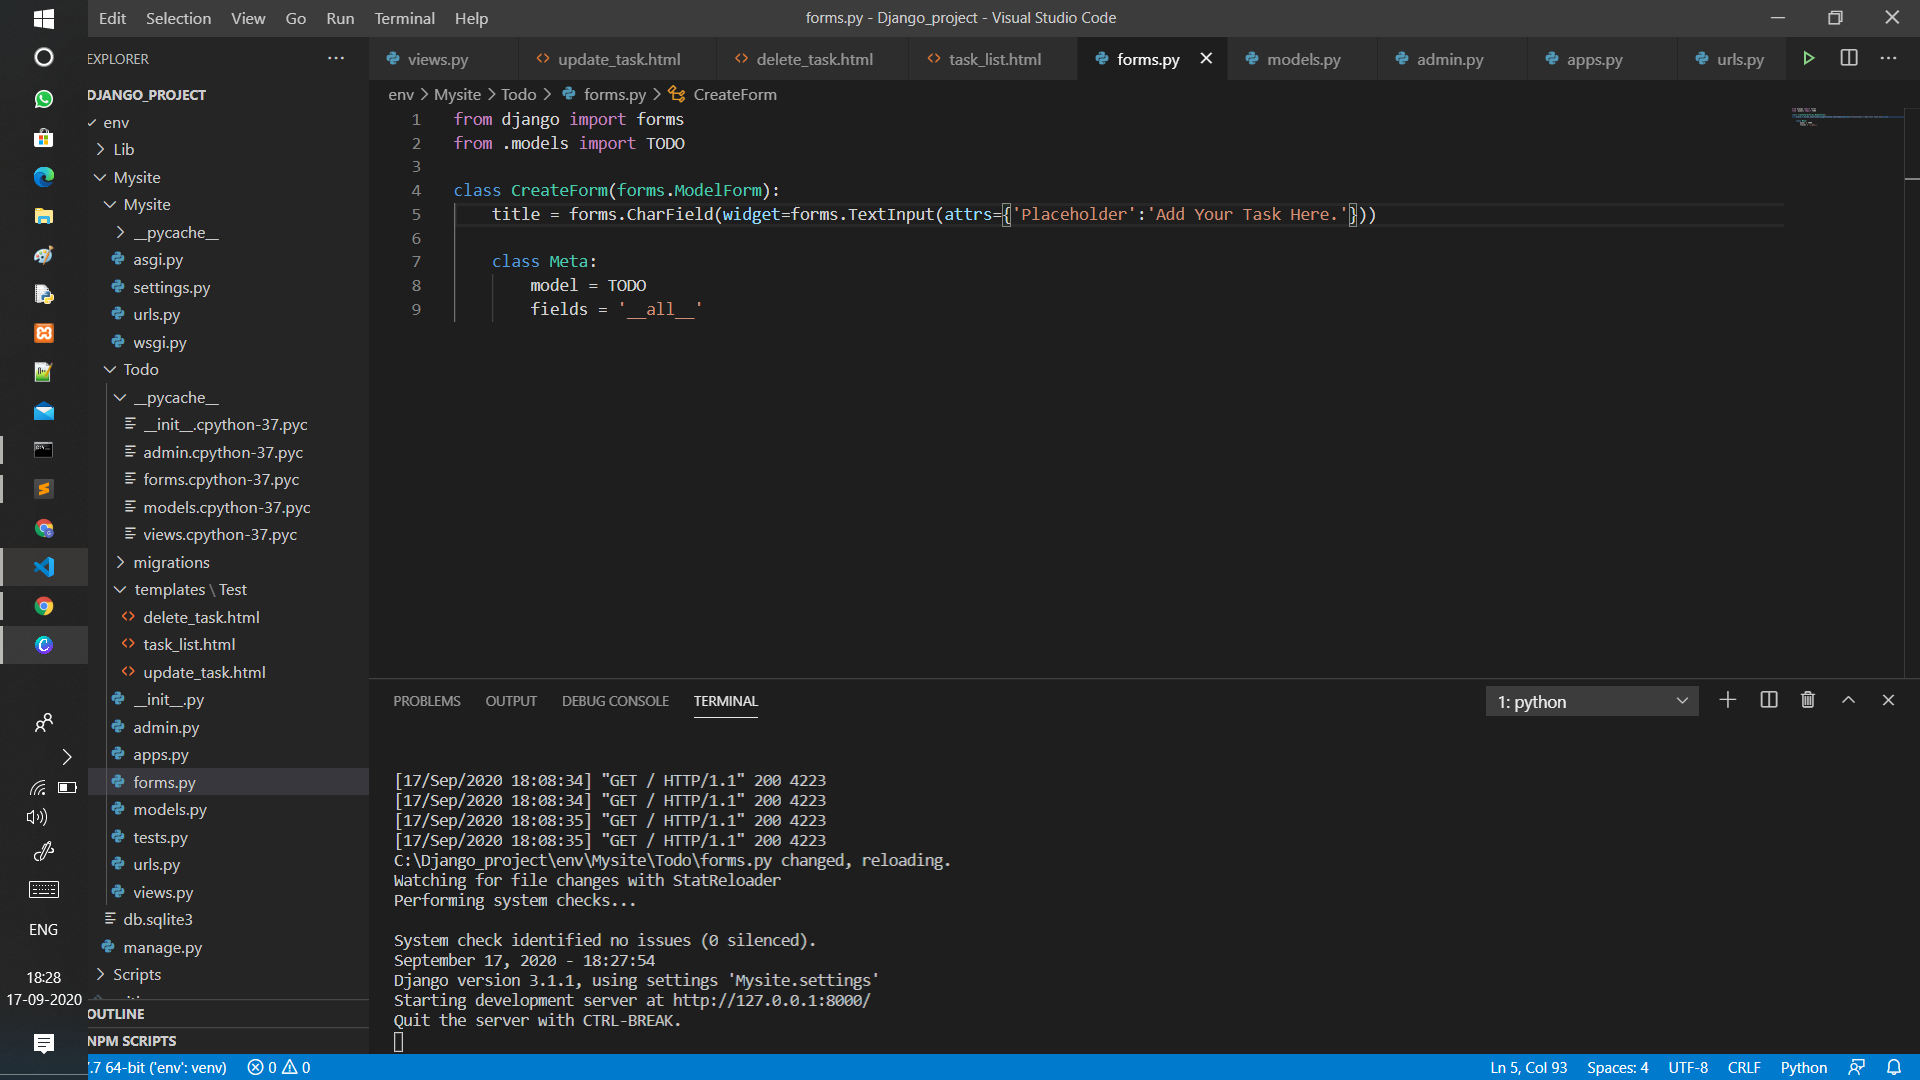 Edit Selection View Go Run Terminal Help
forms.py - Django_project - Visual Studio Code
EXPLORER
views.py
update_task.html
delete_task.html
task_list.html
forms.py
models.py
admin.py
apps.py
urls.py
env > Mysite > Todo > forms.py > CreateForm
DJANGO_PROJECT
env
Lib
Mysite
Mysite
__pycache__
asgi.py
settings.py
urls.py
wsgi.py
Todo
__pycache__
__init__.cpython-37.pyc
admin.cpython-37.pyc
forms.cpython-37.pyc
models.cpython-37.pyc
views.cpython-37.pyc
migrations
templates \ Test
delete_task.html
task_list.html
update_task.html
__init__.py
admin.py
apps.py
forms.py
models.py
tests.py
urls.py
views.py
db.sqlite3
manage.py
Scripts
OUTLINE
NPM SCRIPTS
1 from django import forms
2 from .models import TODO
3
4 class CreateForm(forms.ModelForm):
5     title = forms.CharField(widget=forms.TextInput(attrs={'Placeholder':'Add Your Task Here.'}))
6
7     class Meta:
8         model = TODO
9         fields = '__all__'
PROBLEMS OUTPUT DEBUG CONSOLE TERMINAL
1: python
[17/Sep/2020 18:08:34] "GET / HTTP/1.1" 200 4223
[17/Sep/2020 18:08:34] "GET / HTTP/1.1" 200 4223
[17/Sep/2020 18:08:35] "GET / HTTP/1.1" 200 4223
[17/Sep/2020 18:08:35] "GET / HTTP/1.1" 200 4223
C:\Django_project\env\Mysite\Todo\forms.py changed, reloading.
Watching for file changes with StatReloader
Performing system checks...
System check identified no issues (0 silenced).
September 17, 2020 - 18:27:54
Django version 3.1.1, using settings 'Mysite.settings'
Starting development server at http://127.0.0.1:8000/
Quit the server with CTRL-BREAK.
ENG
18:28
17-09-2020
.7 64-bit ('env': venv) 0 0
Ln 5, Col 93 Spaces: 4 UTF-8 CRLF Python